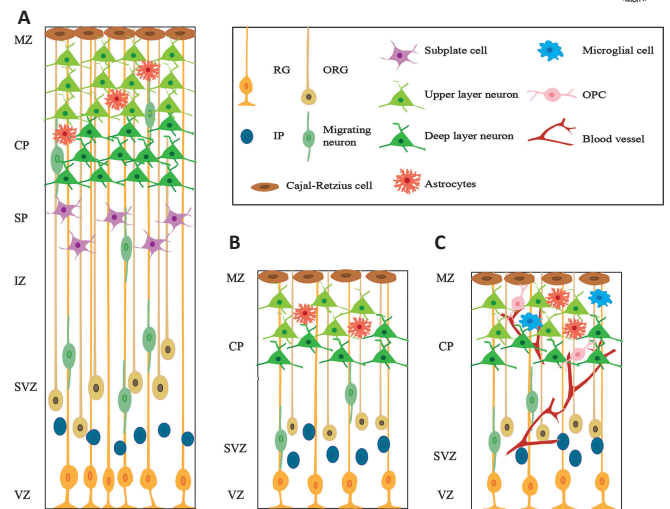 A
MZ
CP
SP
IZ
SVZ
VZ
RG
ORG
IP
Migrating
neuron
Cajal-Retzius cell
Subplate cell
Upper layer neuron
Deep layer neuron
Astrocytes
Microglial cell
OPC
Blood vessel
B
MZ
CP
SVZ
VZ
C
MZ
CP
SVZ
VZ